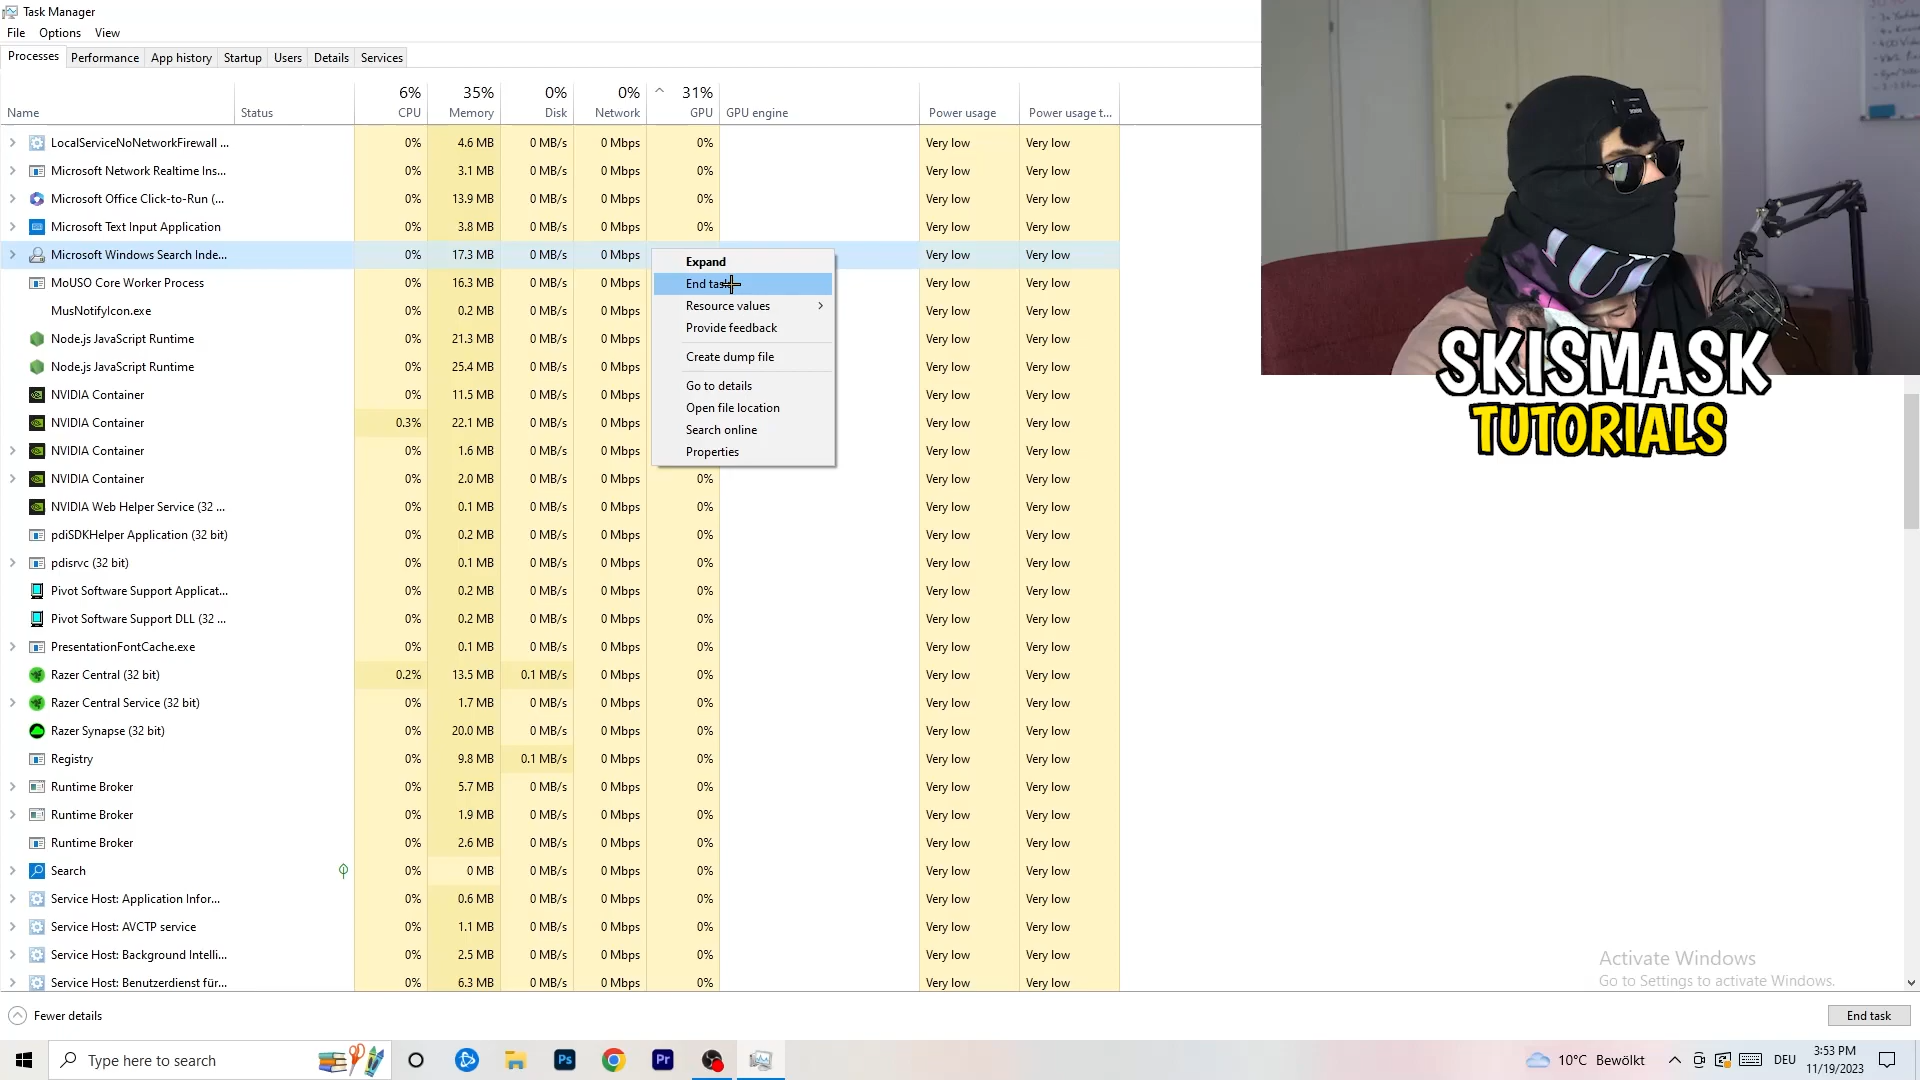 Task Manager
File Options View
Processes Performance App history Startup Users Details Services
6% 35% 0% 0% 31%
Name Status CPU Memory Disk Network GPU GPU engine Power usage Power usage t...
LocalServiceNoNetworkFirewall ... 0% 4.6 MB 0 MB/s 0 Mbps 0% Very low Very low
Microsoft Network Realtime Ins... 0% 3.1 MB 0 MB/s 0 Mbps 0% Very low Very low
Microsoft Office Click-to-Run (... 0% 13.9 MB 0 MB/s 0 Mbps 0% Very low Very low
Microsoft Text Input Application 0% 3.8 MB 0 MB/s 0 Mbps 0% Very low Very low
Microsoft Windows Search Inde... 0% 17.3 MB 0 MB/s 0 Mbps Very low Very low
MoUSO Core Worker Process 0% 16.3 MB 0 MB/s 0 Mbps Very low Very low
MusNotifyIcon.exe 0% 0.2 MB 0 MB/s 0 Mbps Very low Very low
Node.js JavaScript Runtime 0% 21.3 MB 0 MB/s 0 Mbps Very low Very low
Node.js JavaScript Runtime 0% 25.4 MB 0 MB/s 0 Mbps Very low Very low
NVIDIA Container 0% 11.5 MB 0 MB/s 0 Mbps Very low Very low
NVIDIA Container 0.3% 22.1 MB 0 MB/s 0 Mbps Very low Very low
NVIDIA Container 0% 1.6 MB 0 MB/s 0 Mbps Very low Very low
NVIDIA Container 0% 2.0 MB 0 MB/s 0 Mbps 0% Very low Very low
NVIDIA Web Helper Service (32 ... 0% 0.1 MB 0 MB/s 0 Mbps 0% Very low Very low
pdiSDKHelper Application (32 bit) 0% 0.2 MB 0 MB/s 0 Mbps 0% Very low Very low
pdisrvc (32 bit) 0% 0.1 MB 0 MB/s 0 Mbps 0% Very low Very low
Pivot Software Support Applicat... 0% 0.2 MB 0 MB/s 0 Mbps 0% Very low Very low
Pivot Software Support DLL (32 ... 0% 0.2 MB 0 MB/s 0 Mbps 0% Very low Very low
PresentationFontCache.exe 0% 0.1 MB 0 MB/s 0 Mbps 0% Very low Very low
Razer Central (32 bit) 0.2% 13.5 MB 0.1 MB/s 0 Mbps 0% Very low Very low
Razer Central Service (32 bit) 0% 1.7 MB 0 MB/s 0 Mbps 0% Very low Very low
Razer Synapse (32 bit) 0% 20.0 MB 0 MB/s 0 Mbps 0% Very low Very low
Registry 0% 9.8 MB 0.1 MB/s 0 Mbps 0% Very low Very low
Runtime Broker 0% 5.7 MB 0 MB/s 0 Mbps 0% Very low Very low
Runtime Broker 0% 1.9 MB 0 MB/s 0 Mbps 0% Very low Very low
Runtime Broker 0% 2.6 MB 0 MB/s 0 Mbps 0% Very low Very low
Search 0% 0 MB 0 MB/s 0 Mbps 0% Very low Very low
Service Host: Application Infor... 0% 0.6 MB 0 MB/s 0 Mbps 0% Very low Very low
Service Host: AVCTP service 0% 1.1 MB 0 MB/s 0 Mbps 0% Very low Very low
Service Host: Background Intelli... 0% 2.5 MB 0 MB/s 0 Mbps 0% Very low Very low
Service Host: Benutzerdienst für... 0% 6.3 MB 0 MB/s 0 Mbps 0% Very low Very low
Expand
End task
Resource values
Provide feedback
Create dump file
Go to details
Open file location
Search online
Properties
SKISMASK
TUTORIALS
Activate Windows
Go to Settings to activate Windows.
Fewer details End task
Type here to search Ps Pr 10°C Bewölkt DEU 3:53 PM
11/19/2023